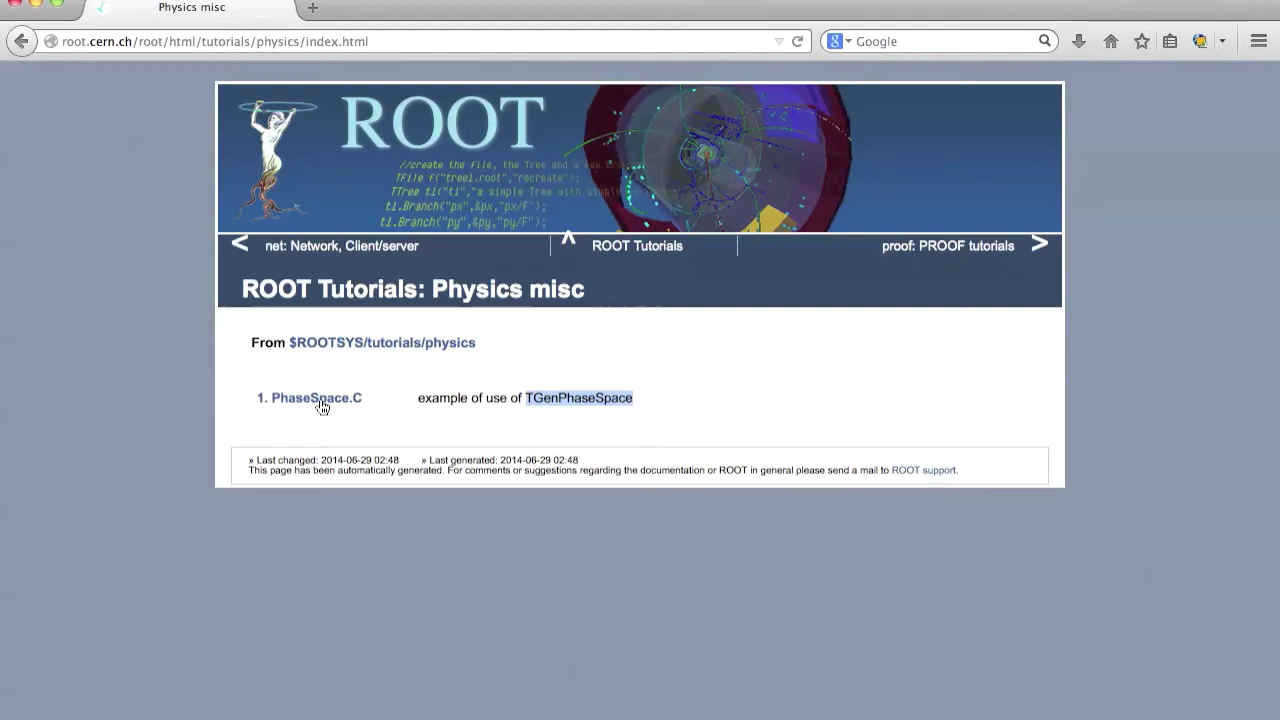 Physics misc
root.cern.ch/root/html/tutorials/physics/index.html
Google
ROOT
//create the file, the Tree and a few br
TFile f("tree1.root","recreate");
TTree t1("t1","a simple Tree with simple
t1.Branch("px",&px,"px/F");
t1.Branch("py",&py,"py/F");
< net: Network, Client/server ^ ROOT Tutorials proof: PROOF tutorials >
ROOT Tutorials: Physics misc
From $ROOTSYS/tutorials/physics
1. PhaseSpace.C example of use of TGenPhaseSpace
» Last changed: 2014-06-29 02:48 » Last generated: 2014-06-29 02:48
This page has been automatically generated. For comments or suggestions regarding the documentation or ROOT in general please send a mail to ROOT support.